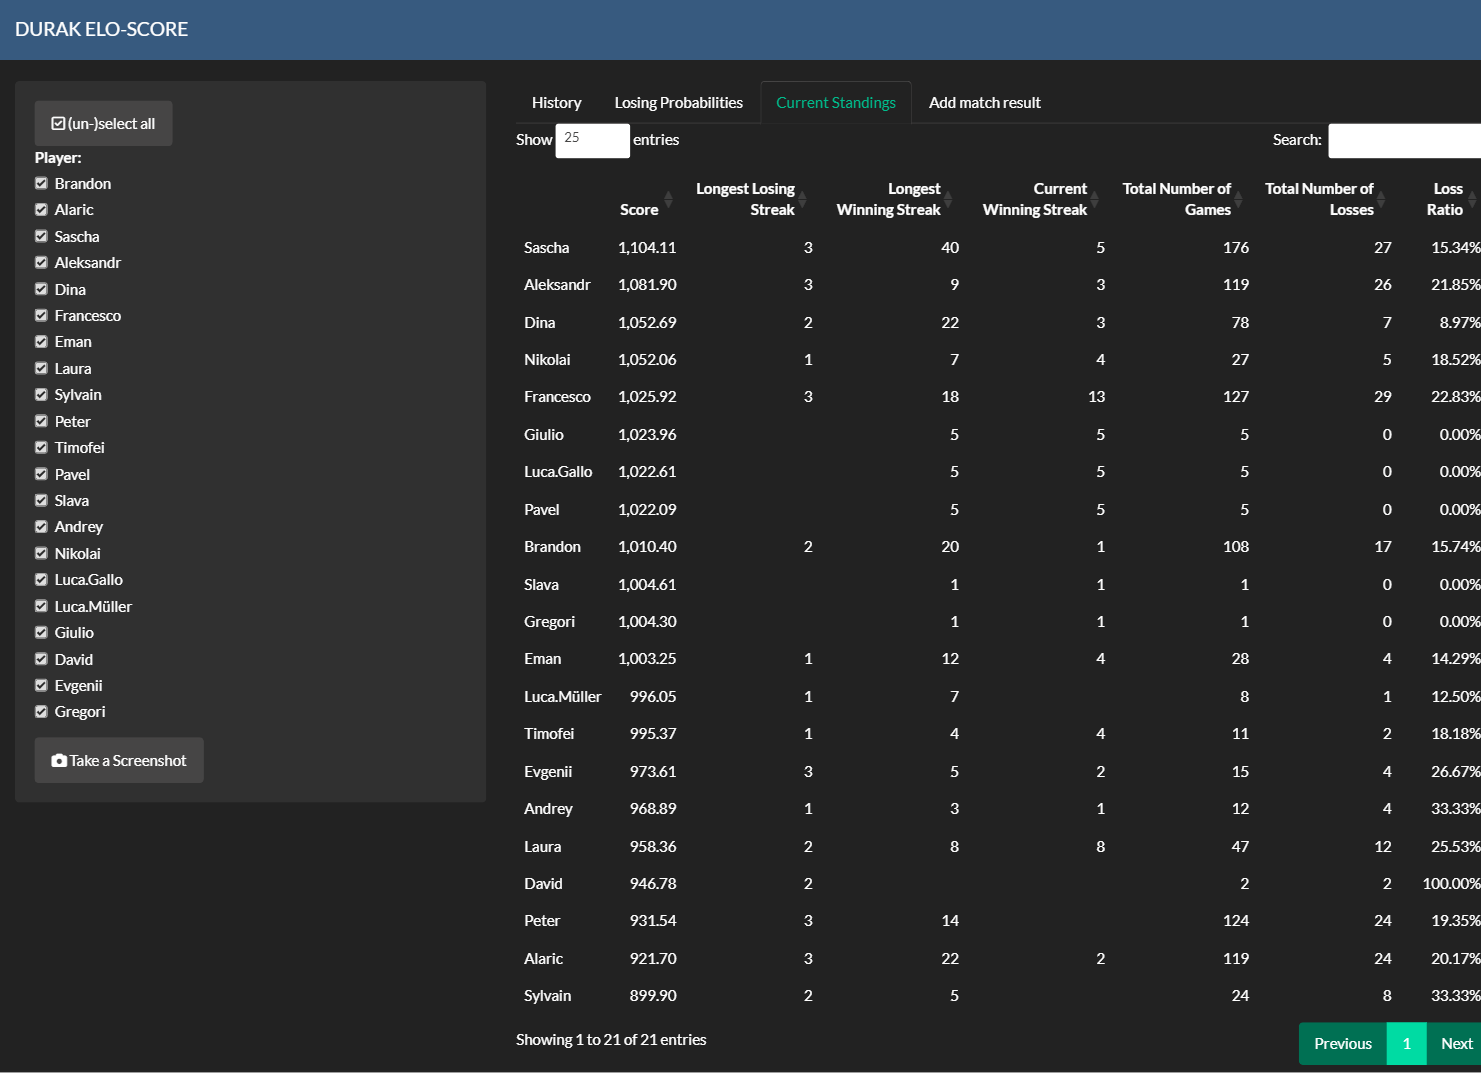 DURAK ELO-SCORE
(un-)select all
Player:
Brandon
Alaric
Sascha
Aleksandr
Dina
Francesco
Eman
Laura
Sylvain
Peter
Timofei
Pavel
Slava
Andrey
Nikolai
Luca.Gallo
Luca.Müller
Giulio
David
Evgenii
Gregori
Take a Screenshot
History Losing Probabilities Current Standings Add match result
Show 25 entries Search:
Score Longest Losing Streak Longest Winning Streak Current Winning Streak Total Number of Games Total Number of Losses Loss Ratio
Sascha 1,104.11 3 40 5 176 27 15.34%
Aleksandr 1,081.90 3 9 3 119 26 21.85%
Dina 1,052.69 2 22 3 78 7 8.97%
Nikolai 1,052.06 1 7 4 27 5 18.52%
Francesco 1,025.92 3 18 13 127 29 22.83%
Giulio 1,023.96 5 5 5 0 0.00%
Luca.Gallo 1,022.61 5 5 5 0 0.00%
Pavel 1,022.09 5 5 5 0 0.00%
Brandon 1,010.40 2 20 1 108 17 15.74%
Slava 1,004.61 1 1 1 0 0.00%
Gregori 1,004.30 1 1 1 0 0.00%
Eman 1,003.25 1 12 4 28 4 14.29%
Luca.Müller 996.05 1 7 8 1 12.50%
Timofei 995.37 1 4 4 11 2 18.18%
Evgenii 973.61 3 5 2 15 4 26.67%
Andrey 968.89 1 3 1 12 4 33.33%
Laura 958.36 2 8 8 47 12 25.53%
David 946.78 2 2 2 100.00%
Peter 931.54 3 14 124 24 19.35%
Alaric 921.70 3 22 2 119 24 20.17%
Sylvain 899.90 2 5 24 8 33.33%
Showing 1 to 21 of 21 entries
Previous 1 Next